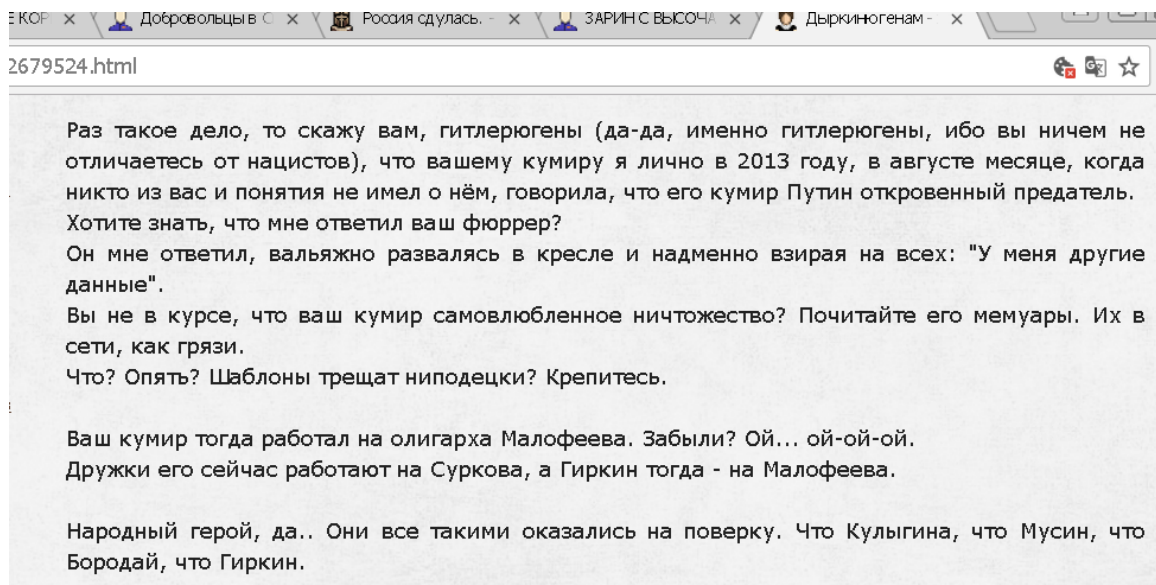 Е КОР
Добровольцы в С
Россия сдулась. -
ЗАРИН С ВЫСОЧА
Дыркинюгенам -
2679524.html
Раз такое дело, то скажу вам, гитлерюгены (да-да, именно гитлерюгены, ибо вы ничем не
отличаетесь от нацистов), что вашему кумиру я лично в 2013 году, в августе месяце, когда
никто из вас и понятия не имел о нём, говорила, что его кумир Путин откровенный предатель.
Хотите знать, что мне ответил ваш фюррер?
Он мне ответил, вальяжно развалясь в кресле и надменно взирая на всех: "У меня другие
данные".
Вы не в курсе, что ваш кумир самовлюбленное ничтожество? Почитайте его мемуары. Их в
сети, как грязи.
Что? Опять? Шаблоны трещат ниподецки? Крепитесь.
Ваш кумир тогда работал на олигарха Малофеева. Забыли? Ой... ой-ой-ой.
Дружки его сейчас работают на Суркова, а Гиркин тогда - на Малофеева.
Народный герой, да.. Они все такими оказались на поверку. Что Кулыгина, что Мусин, что
Бородай, что Гиркин.